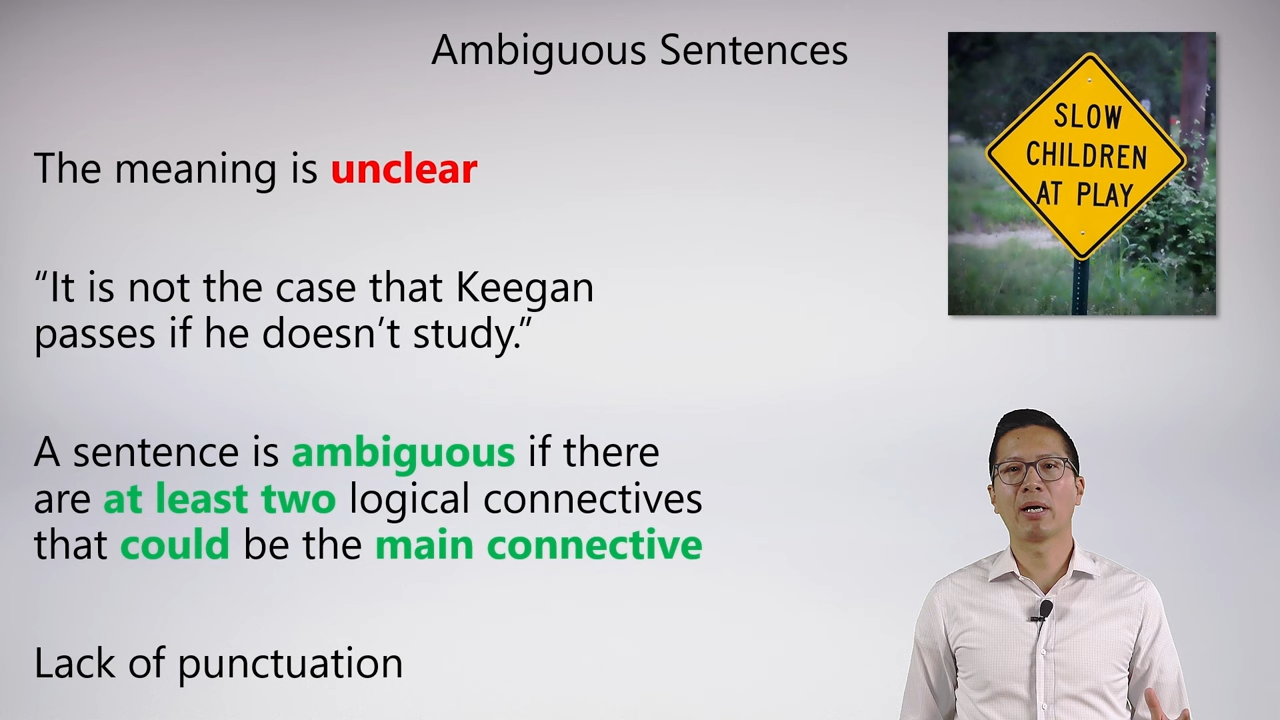 Ambiguous Sentences
SLOW
CHILDREN
AT PLAY
The meaning is unclear
“It is not the case that Keegan
passes if he doesn’t study.”
A sentence is ambiguous if there
are at least two logical connectives
that could be the main connective
Lack of punctuation